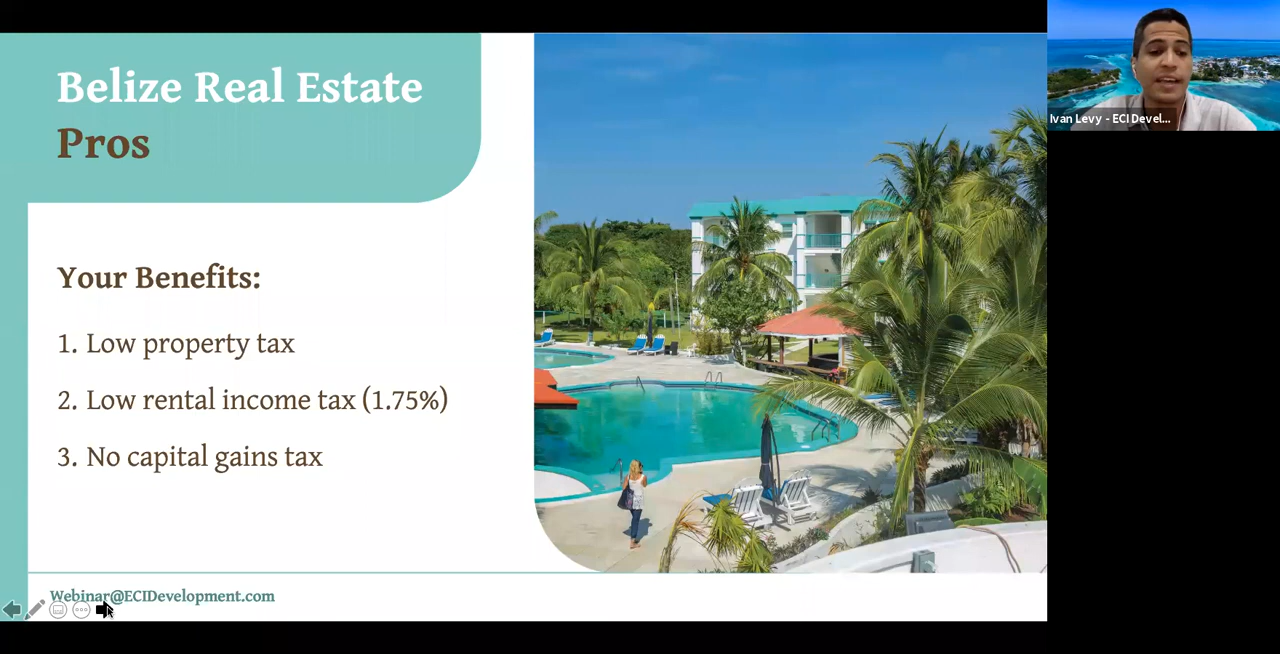 Belize Real Estate
Pros
Your Benefits:
1. Low property tax
2. Low rental income tax (1.75%)
3. No capital gains tax
Webinar@ECIDevelopment.com
Ivan Levy - ECI Devel...